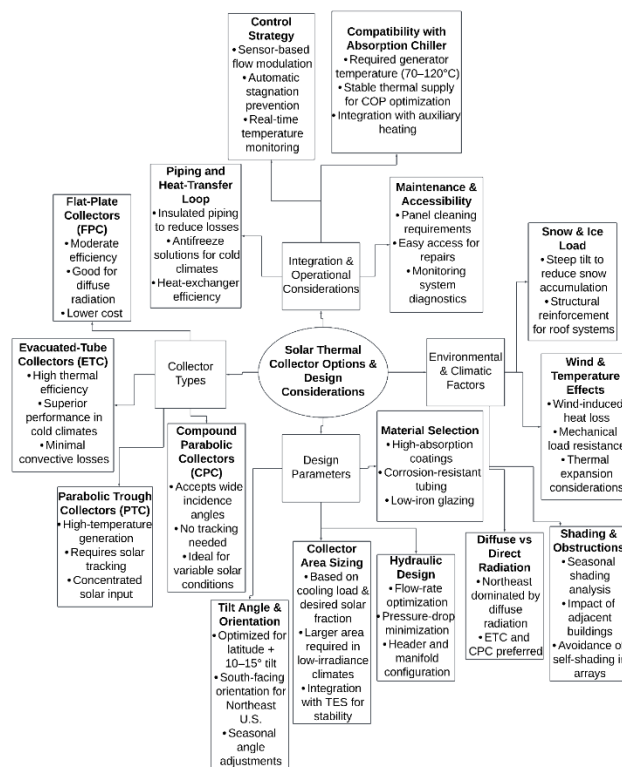 Control
Strategy
• Sensor-based
flow modulation
• Automatic
stagnation
prevention
• Real-time
temperature
monitoring
Compatibility with
Absorption Chiller
• Required generator
temperature (70–120°C)
• Stable thermal supply
for COP optimization
• Integration with auxiliary
heating
Piping and
Heat-Transfer
Loop
• Insulated piping
to reduce losses
• Antifreeze
solutions for cold
climates
• Heat-exchanger
efficiency
Maintenance &
Accessibility
• Panel cleaning
requirements
• Easy access for
repairs
• Monitoring
system
diagnostics
Integration &
Operational
Considerations
Flat-Plate
Collectors
(FPC)
• Moderate
efficiency
• Good for
diffuse
radiation
• Lower cost
Snow & Ice
Load
• Steep tilt to
reduce snow
accumulation
• Structural
reinforcement
for roof systems
Evacuated-Tube
Collectors (ETC)
• High thermal
efficiency
• Superior
performance in
cold climates
• Minimal
convective losses
Collector
Types
Solar Thermal
Collector Options &
Design
Considerations
Environmental
& Climatic
Factors
Wind &
Temperature
Effects
• Wind-induced
heat loss
• Mechanical
load resistance
• Thermal
expansion
considerations
Compound
Parabolic
Collectors
(CPC)
• Accepts wide
incidence
angles
• No tracking
needed
• Ideal for
variable solar
conditions
Design
Parameters
Material Selection
• High-absorption
coatings
• Corrosion-resistant
tubing
• Low-iron glazing
Parabolic Trough
Collectors (PTC)
• High-temperature
generation
• Requires solar
tracking
• Concentrated
solar input
Tilt Angle &
Orientation
• Optimized for
latitude +
10–15° tilt
• South-facing
orientation for
Northeast
U.S.
• Seasonal
angle
adjustments
Collector
Area Sizing
• Based on
cooling load &
desired solar
fraction
• Larger area
required in
low-irradiance
climates
• Integration
with TES for
stability
Hydraulic
Design
• Flow-rate
optimization
• Pressure-drop
minimization
• Header and
manifold
configuration
Diffuse vs
Direct
Radiation
• Northeast
dominated by
diffuse
radiation
• ETC and
CPC preferred
Shading &
Obstructions
• Seasonal
shading
analysis
• Impact of
adjacent
buildings
• Avoidance of
self-shading in
arrays